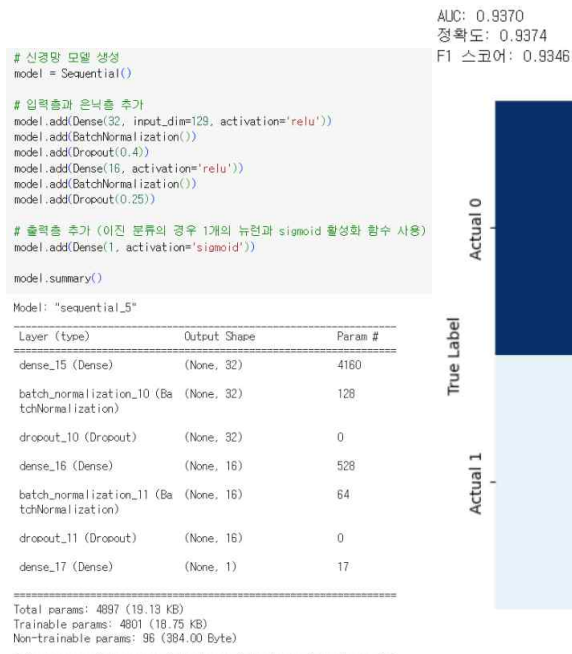 AUC: 0.9370
정확도: 0.9374
F1 스코어: 0.9346
# 신경망 모델 생성
model = Sequential()
# 입력층과 은닉층 추가
model.add(Dense(32, input_dim=129, activation='relu'))
model.add(BatchNormalization())
model.add(Dropout(0.4))
model.add(Dense(16, activation='relu'))
model.add(BatchNormalization())
model.add(Dropout(0.25))
# 출력층 추가 (이진 분류의 경우 1개의 뉴런과 sigmoid 활성화 함수 사용)
model.add(Dense(1, activation='sigmoid'))
model.summary()
Model: "sequential_5"
Layer (type) Output Shape Param #
dense_15 (Dense) (None, 32) 4160
batch_normalization_10 (Ba (None, 32) 128
tchNormalization)
dropout_10 (Dropout) (None, 32) 0
dense_16 (Dense) (None, 16) 528
batch_normalization_11 (Ba (None, 16) 64
tchNormalization)
dropout_11 (Dropout) (None, 16) 0
dense_17 (Dense) (None, 1) 17
Total params: 4897 (19.13 KB)
Trainable params: 4801 (18.75 KB)
Non-trainable params: 96 (384.00 Byte)
True Label
Actual 0
Actual 1